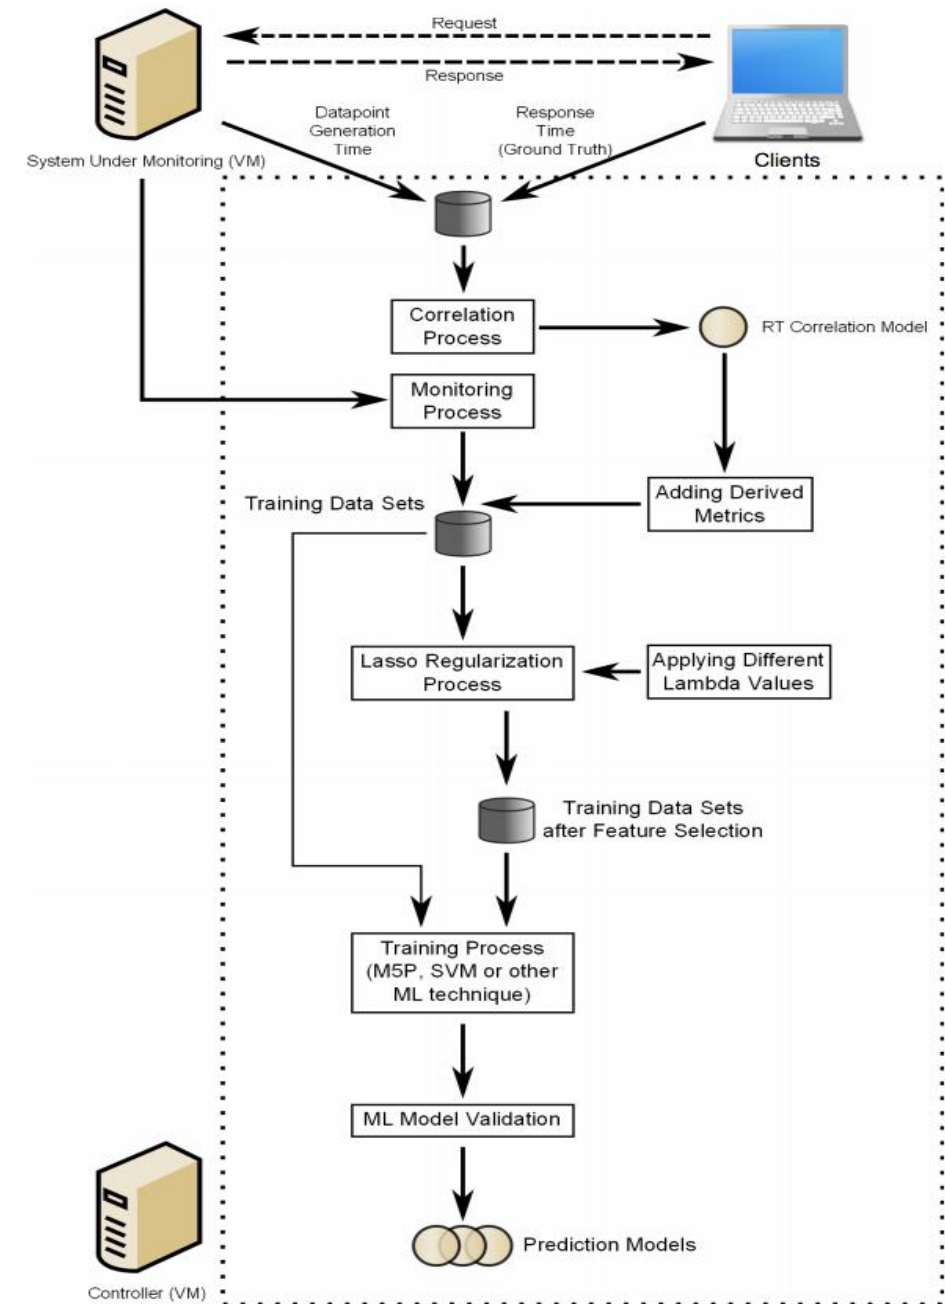 Request
Response
Datapoint
Generation
Time
Response
Time
(Ground Truth)
System Under Monitoring (VM)
Clients
Correlation
Process
RT Correlation Model
Monitoring
Process
Training Data Sets
Adding Derived
Metrics
Lasso Regularization
Process
Applying Different
Lambda Values
Training Data Sets
after Feature Selection
Training Process
(M5P, SVM or other
ML technique)
ML Model Validation
Prediction Models
Controller (VM)